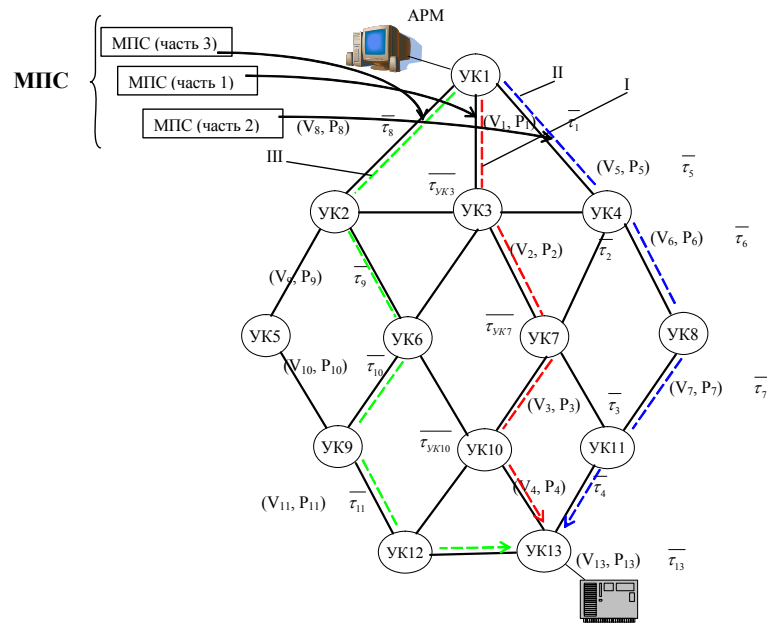 АРМ
МПС (часть 3)
УК1
II
I
МПС
МПС (часть 1)
МПС (часть 2)
(V8, P8)
τ8
(V1, P1)
τ1
III
τУК3
(V5, P5)
τ5
УК2
УК3
УК4
(V2, P2)
τ2
(V6, P6)
τ6
(V9, P9)
τ9
τУК7
УК5
УК6
УК7
УК8
(V10, P10)
τ10
(V3, P3)
τ3
(V7, P7)
τ7
УК9
τУК10
УК10
УК11
(V11, P11)
τ11
(V4, P4)
τ4
УК12
УК13
(V13, P13)
τ13